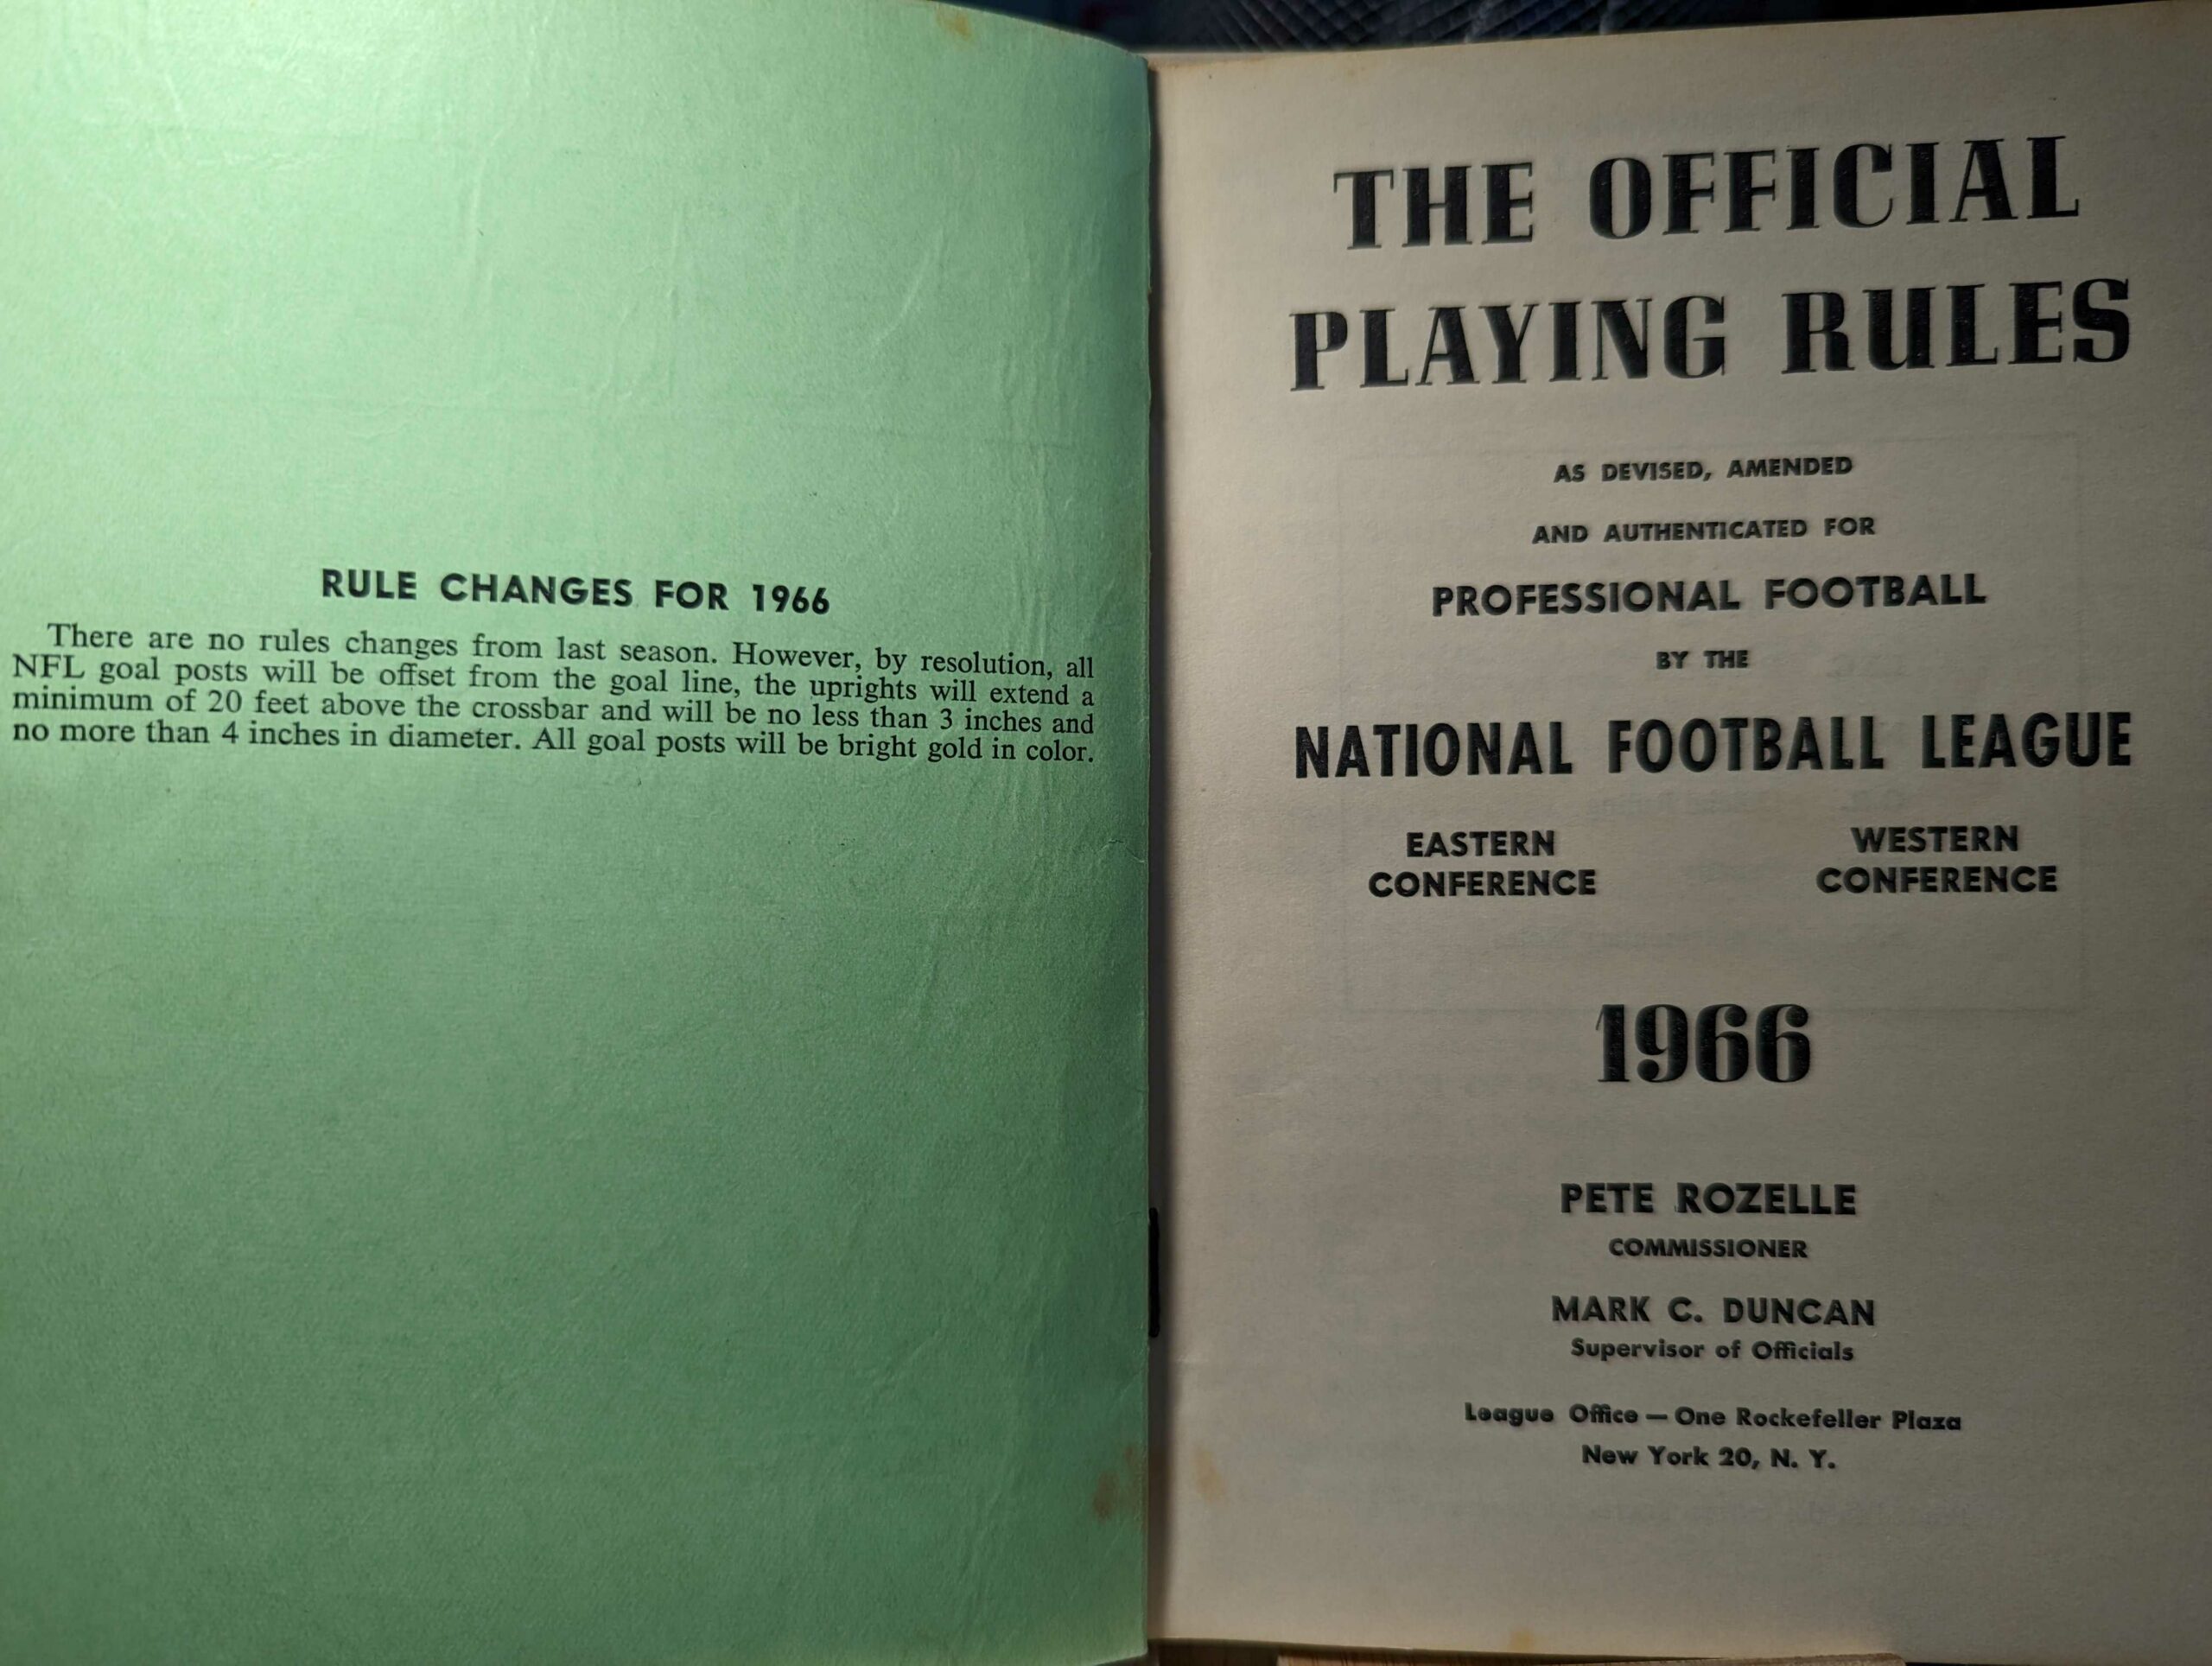 RULE CHANGES FOR 1966
There are no rules changes from last season. However, by resolution, all
NFL goal posts will be offset from the goal line, the uprights will extend a
minimum of 20 feet above the crossbar and will be no less than 3 inches and
no more than 4 inches in diameter. All goal posts will be bright gold in color.
THE OFFICIAL
PLAYING RULES
AS DEVISED, AMENDED
AND AUTHENTICATED FOR
PROFESSIONAL FOOTBALL
BY THE
NATIONAL FOOTBALL LEAGUE
EASTERN
CONFERENCE
WESTERN
CONFERENCE
1966
PETE ROZELLE
COMMISSIONER
MARK C. DUNCAN
Supervisor of Officials
League Office — One Rockefeller Plaza
New York 20, N. Y.